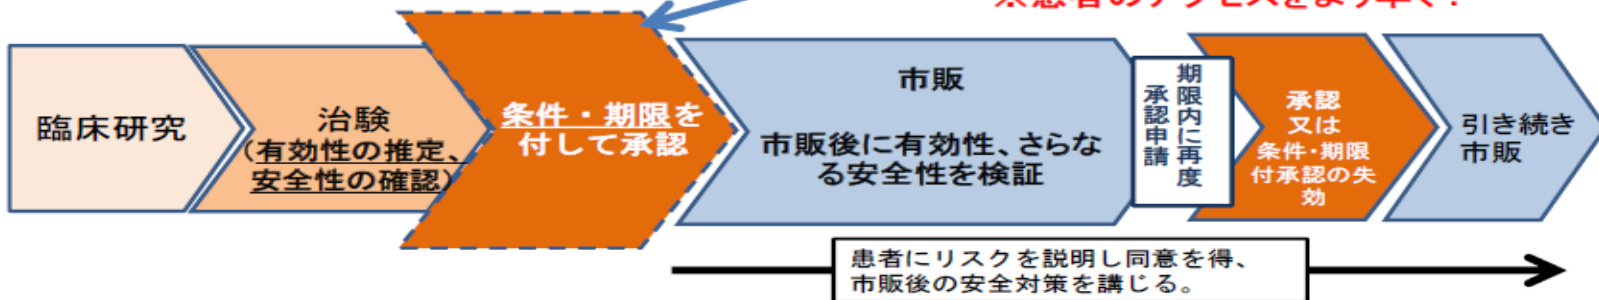 臨床研究
治験
（有効性の推定、
安全性の確認）
条件・期限を
付して承認
市販
市販後に有効性、さらな
る安全性を検証
期限内に再度
承認申請
承認
又は
条件・期限
付承認の失
効
引き続き
市販
患者にリスクを説明し同意を得、
市販後の安全対策を講じる。